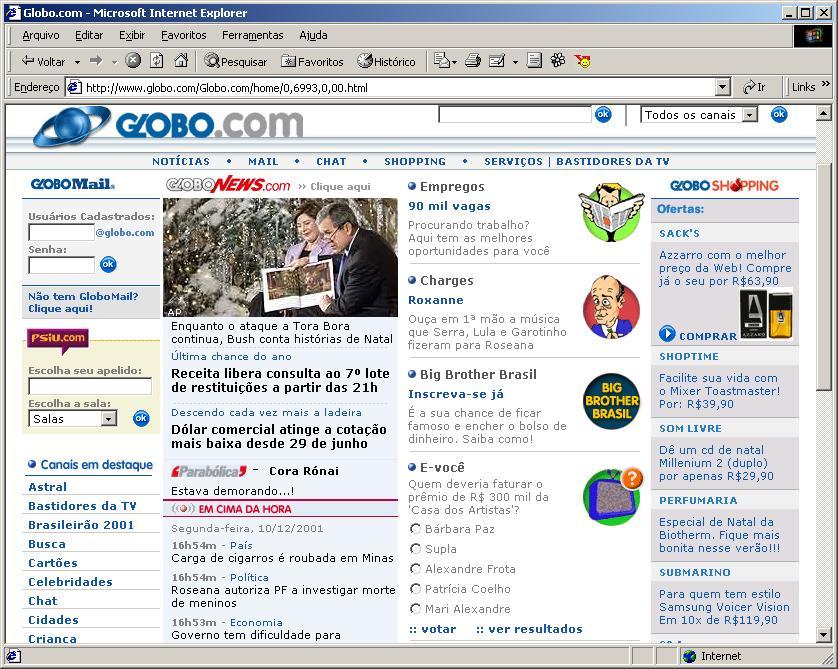 Globo.com - Microsoft Internet Explorer
Arquivo Editar Exibir Favoritos Ferramentas Ajuda
Voltar Pesquisar Favoritos Histórico
Endereço http://www.globo.com/Globo.com/home/0,6993,0,00.html Ir Links »
GLOBO.com
ok Todos os canais ok
NOTÍCIAS • MAIL • CHAT • SHOPPING • SERVIÇOS | BASTIDORES DA TV
GLOBOMail.
Usuários Cadastrados:
@globo.com
Senha:
ok
Não tem GloboMail?
Clique aqui!
Psiu.com
Escolha seu apelido:
Escolha a sala:
Salas ok
Canais em destaque
Astral
Bastidores da TV
Brasileirão 2001
Busca
Cartões
Celebridades
Chat
Cidades
Criança
GLOBONEWS.com ›› Clique aqui
AP
Enquanto o ataque a Tora Bora
continua, Bush conta histórias de Natal
Última chance do ano
Receita libera consulta ao 7º lote
de restituições a partir das 21h
Descendo cada vez mais a ladeira
Dólar comercial atinge a cotação
mais baixa desde 29 de junho
Parabólica - Cora Rónai
Estava demorando...!
EM CIMA DA HORA
Segunda-feira, 10/12/2001
16h54m - País
Carga de cigarros é roubada em Minas
16h54m - Política
Roseana autoriza PF a investigar morte
de meninos
16h53m - Economia
Governo tem dificuldade para
Empregos
90 mil vagas
Procurando trabalho?
Aqui tem as melhores
oportunidades para você
Charges
Roxanne
Ouça em 1ª mão a música
que Serra, Lula e Garotinho
fizeram para Roseana
Big Brother Brasil
Inscreva-se já
É a sua chance de ficar
famoso e encher o bolso de
dinheiro. Saiba como!
BIG
BROTHER
BRASIL
E-você
Quem deveria faturar o
prêmio de R$ 300 mil da
'Casa dos Artistas'?
?
Bárbara Paz
Supla
Alexandre Frota
Patrícia Coelho
Mari Alexandre
:: votar :: ver resultados
GLOBO SHOPPING
Ofertas:
SACK'S
Azzarro com o melhor
preço da Web! Compre
já o seu por R$63,90
AZZARO
COMPRAR
SHOPTIME
Facilite sua vida com
o Mixer Toastmaster!
Por: R$39,90
SOM LIVRE
Dê um cd de natal
Millenium 2 (duplo)
por apenas R$29,90
PERFUMARIA
Especial de Natal da
Biotherm. Fique mais
bonita nesse verão!!!
SUBMARINO
Para quem tem estilo
Samsung Voicer Vision
Em 10x de R$119,90
Internet